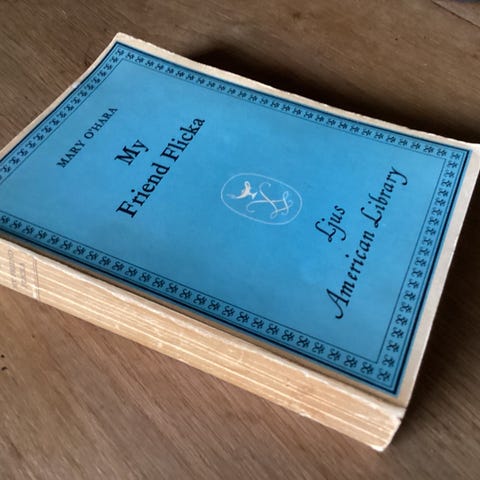 MARY O'HARA
My
Friend Flicka
Ljus
American Library